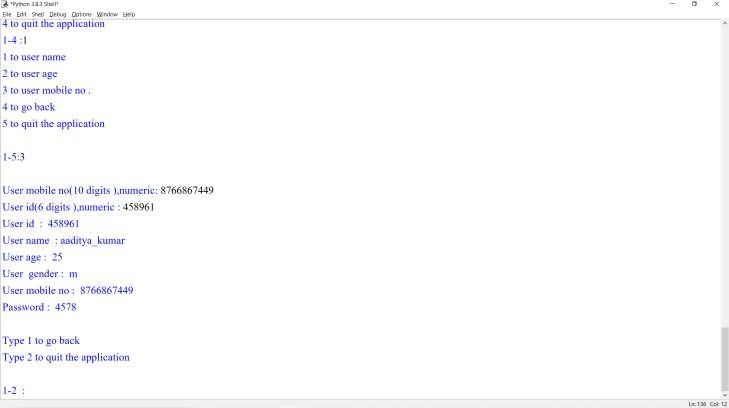 *Python 3.8.3 Shell*
File Edit Shell Debug Options Window Help
4 to quit the application
1-4 :1
1 to user name
2 to user age
3 to user mobile no .
4 to go back
5 to quit the application
1-5:3
User mobile no(10 digits ),numeric: 8766867449
User id(6 digits ),numeric : 458961
User id : 458961
User name : aaditya_kumar
User age : 25
User gender : m
User mobile no : 8766867449
Password : 4578
Type 1 to go back
Type 2 to quit the application
1-2 :
Ln: 136 Col: 12